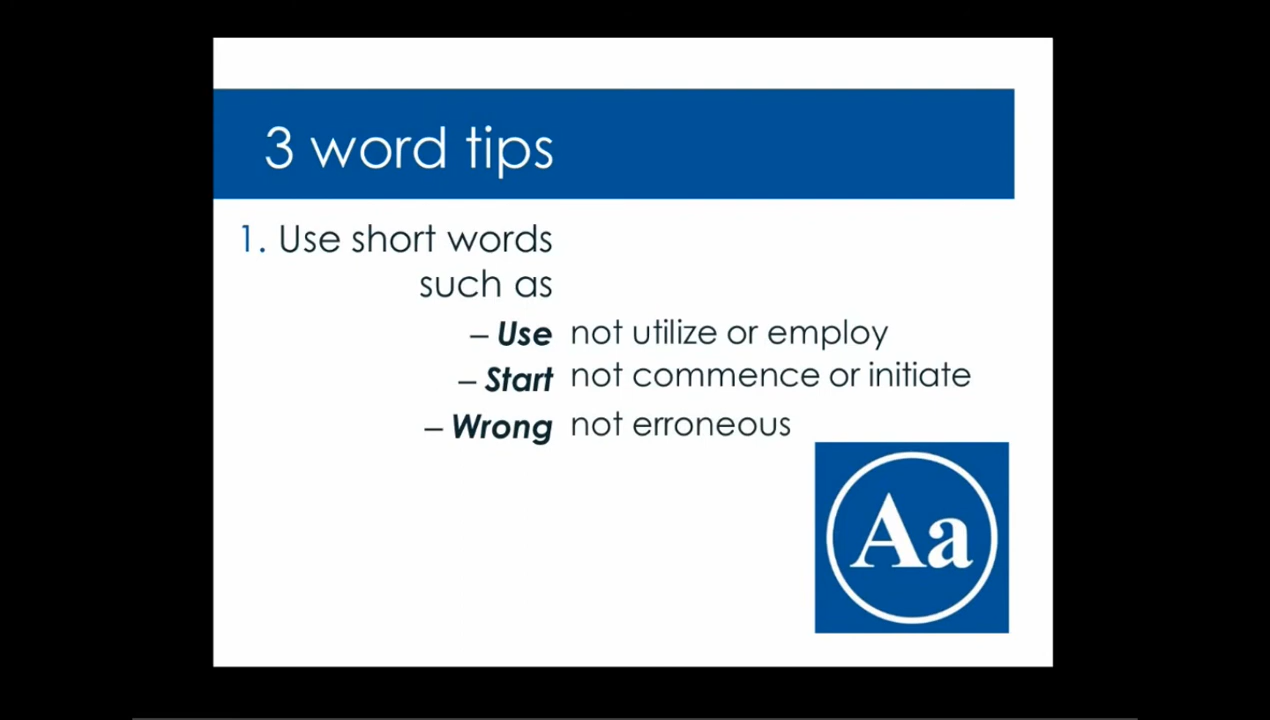 3 word tips
1. Use short words
such as
– Use not utilize or employ
– Start not commence or initiate
– Wrong not erroneous
Aa